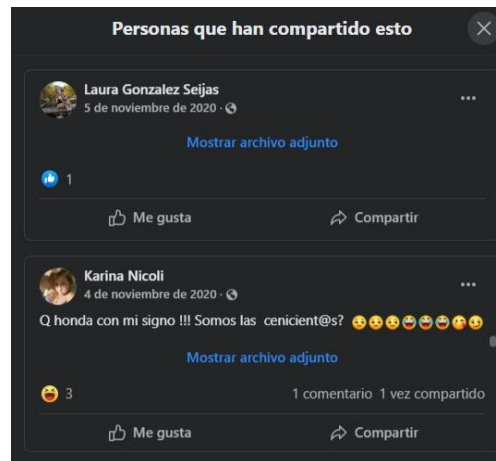 Personas que han compartido esto
Laura Gonzalez Seijas
5 de noviembre de 2020 ·
Mostrar archivo adjunto
1
Me gusta Compartir
Karina Nicoli
4 de noviembre de 2020 ·
Q honda con mi signo !!! Somos las cenicient@s? 😒😒😒😂😂😂😘😏
Mostrar archivo adjunto
3 1 comentario 1 vez compartido
Me gusta Compartir